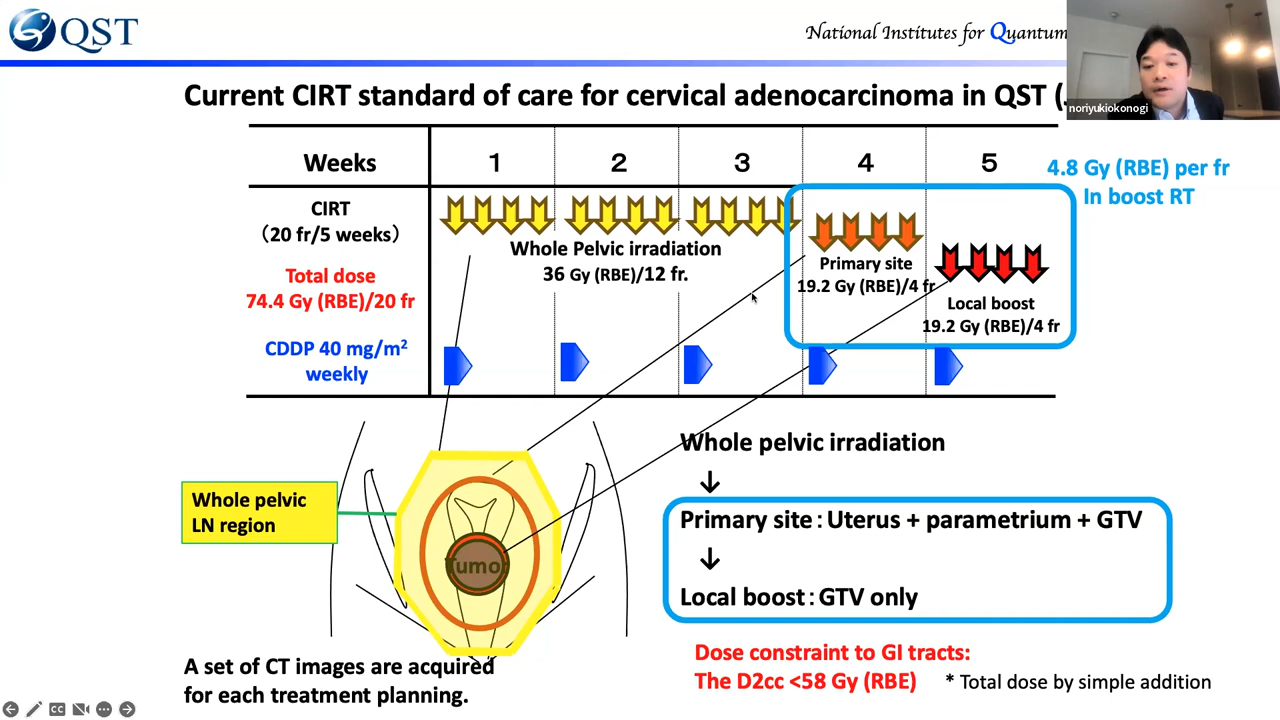 QST
National Institutes for Quantum
noriyukiokonogi
Current CIRT standard of care for cervical adenocarcinoma in QST (
Weeks 1 2 3 4 5
4.8 Gy (RBE) per fr
In boost RT
CIRT
(20 fr/5 weeks)
Total dose
74.4 Gy (RBE)/20 fr
Whole Pelvic irradiation
36 Gy (RBE)/12 fr.
Primary site
19.2 Gy (RBE)/4 fr
Local boost
19.2 Gy (RBE)/4 fr
CDDP 40 mg/m²
weekly
Whole pelvic
LN region
Tumo
A set of CT images are acquired
for each treatment planning.
Whole pelvic irradiation
↓
Primary site : Uterus + parametrium + GTV
↓
Local boost : GTV only
Dose constraint to GI tracts:
The D2cc <58 Gy (RBE) * Total dose by simple addition
CC